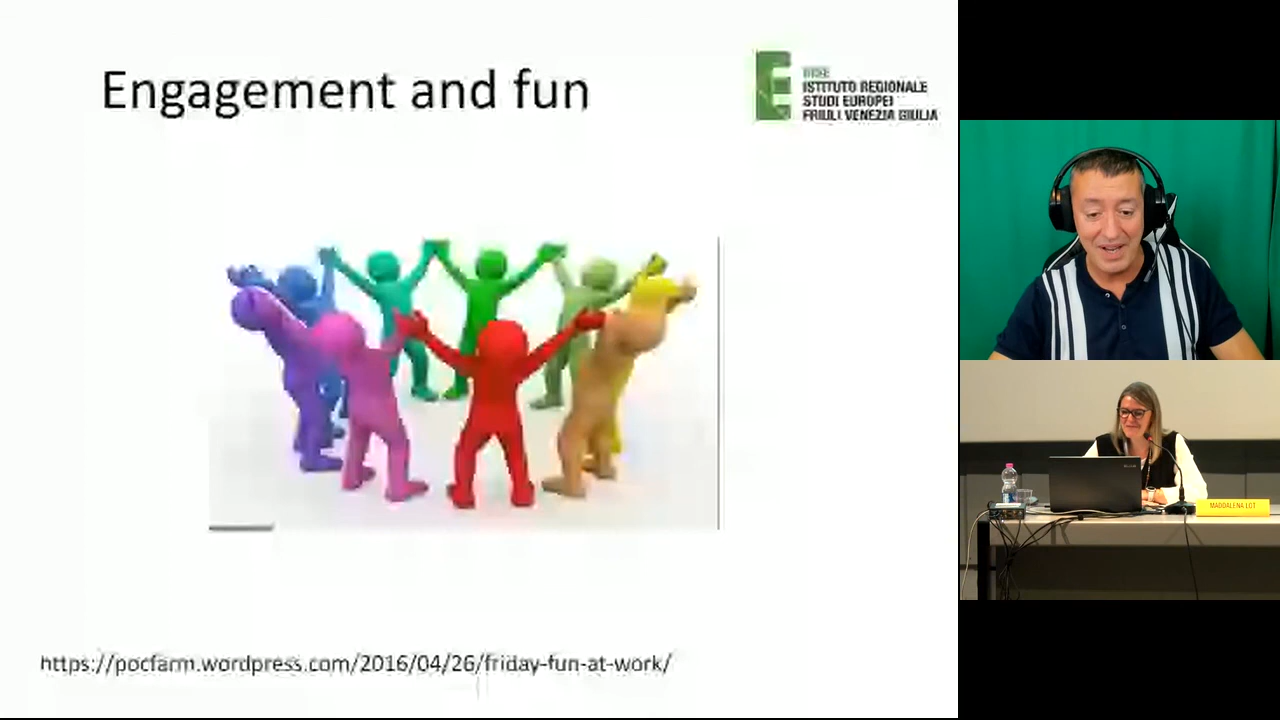 Engagement and fun
IRSE
ISTITUTO REGIONALE
STUDI EUROPEI
FRIULI VENEZIA GIULIA
https://pocfarm.wordpress.com/2016/04/26/friday-fun-at-work/
MADDALENA